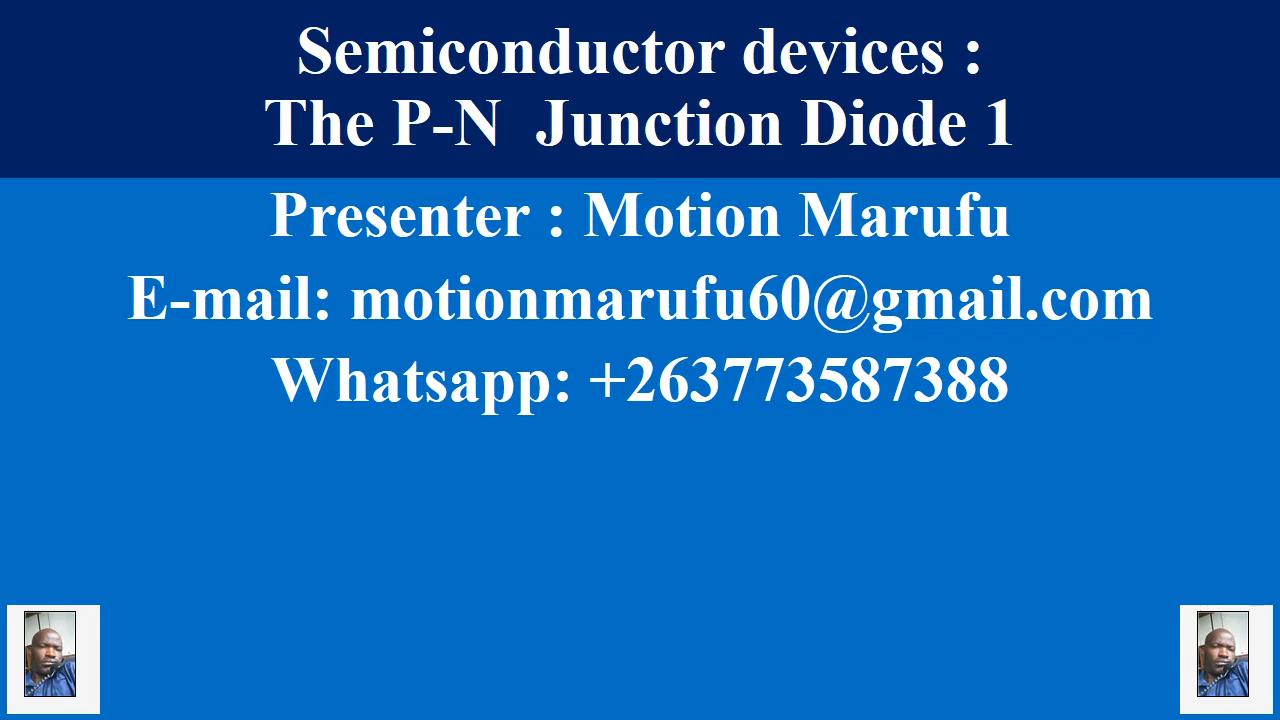 Semiconductor devices :
The P-N Junction Diode 1
Presenter : Motion Marufu
E-mail: motionmarufu60@gmail.com
Whatsapp: +263773587388